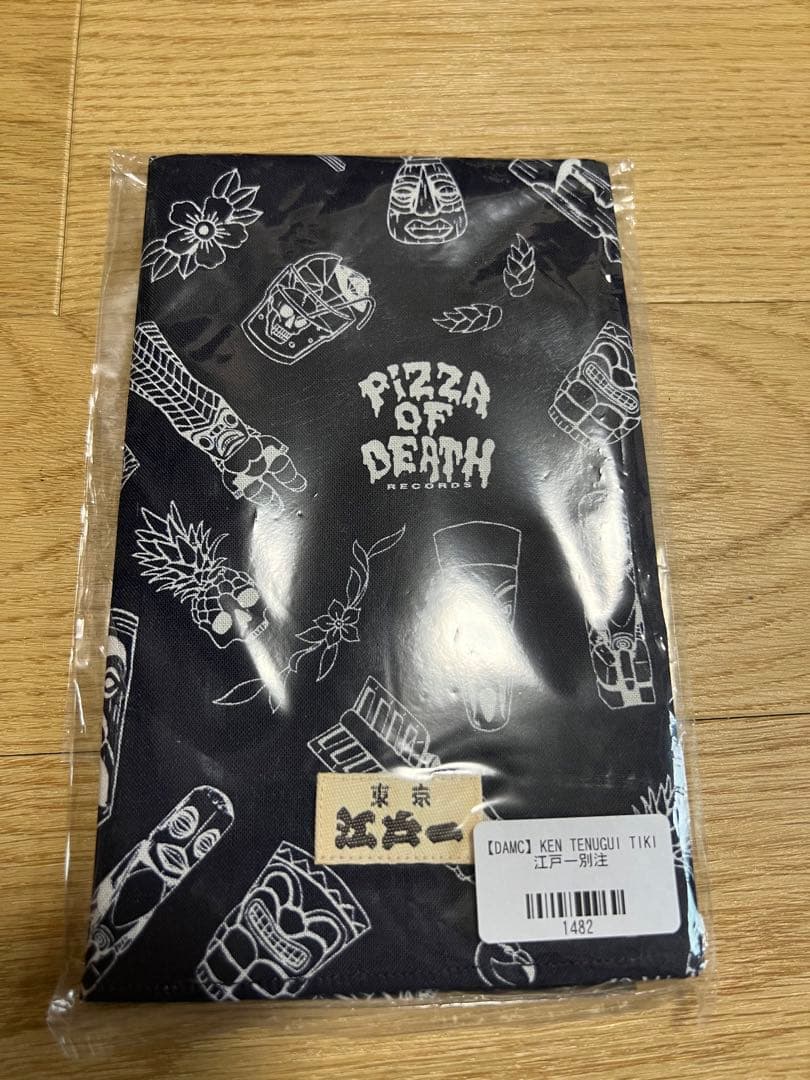 PiZZA
OF
DEATH
RECORDS
東京
江戸一
【DAMC】KEN TENUGUI TIKI
江戸一別注
1482